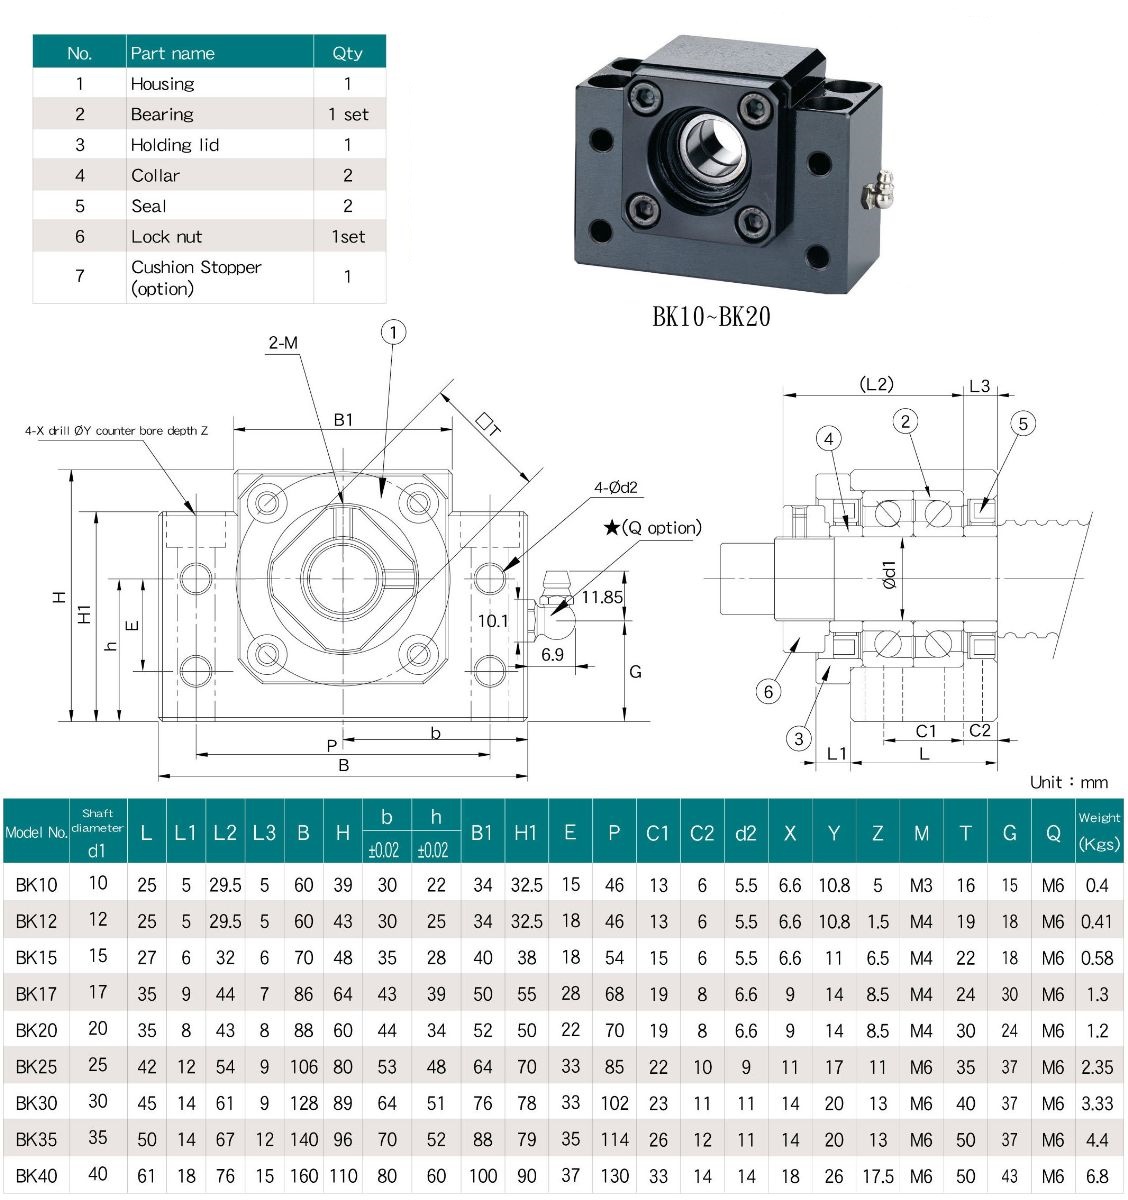 No. Part name Qty
1 Housing 1
2 Bearing 1 set
3 Holding lid 1
4 Collar 2
5 Seal 2
6 Lock nut 1set
7 Cushion Stopper (option) 1
BK10~BK20
2-M
1
B1
□T
4-X drill ØY counter bore depth Z
4-Ød2
★(Q option)
H
H1
h
E
10.1
11.85
6.9
G
b
P
B
(L2)
L3
4
2
5
Ød1
6
3
C1
C2
L1
L
Unit：mm
Model No. Shaft diameter d1 L L1 L2 L3 B H b ±0.02 h ±0.02 B1 H1 E P C1 C2 d2 X Y Z M T G Q Weight (Kgs)
BK10 10 25 5 29.5 5 60 39 30 22 34 32.5 15 46 13 6 5.5 6.6 10.8 5 M3 16 15 M6 0.4
BK12 12 25 5 29.5 5 60 43 30 25 34 32.5 18 46 13 6 5.5 6.6 10.8 1.5 M4 19 18 M6 0.41
BK15 15 27 6 32 6 70 48 35 28 40 38 18 54 15 6 5.5 6.6 11 6.5 M4 22 18 M6 0.58
BK17 17 35 9 44 7 86 64 43 39 50 55 28 68 19 8 6.6 9 14 8.5 M4 24 30 M6 1.3
BK20 20 35 8 43 8 88 60 44 34 52 50 22 70 19 8 6.6 9 14 8.5 M4 30 24 M6 1.2
BK25 25 42 12 54 9 106 80 53 48 64 70 33 85 22 10 9 11 17 11 M6 35 37 M6 2.35
BK30 30 45 14 61 9 128 89 64 51 76 78 33 102 23 11 11 14 20 13 M6 40 37 M6 3.33
BK35 35 50 14 67 12 140 96 70 52 88 79 35 114 26 12 11 14 20 13 M6 50 37 M6 4.4
BK40 40 61 18 76 15 160 110 80 60 100 90 37 130 33 14 14 18 26 17.5 M6 50 43 M6 6.8